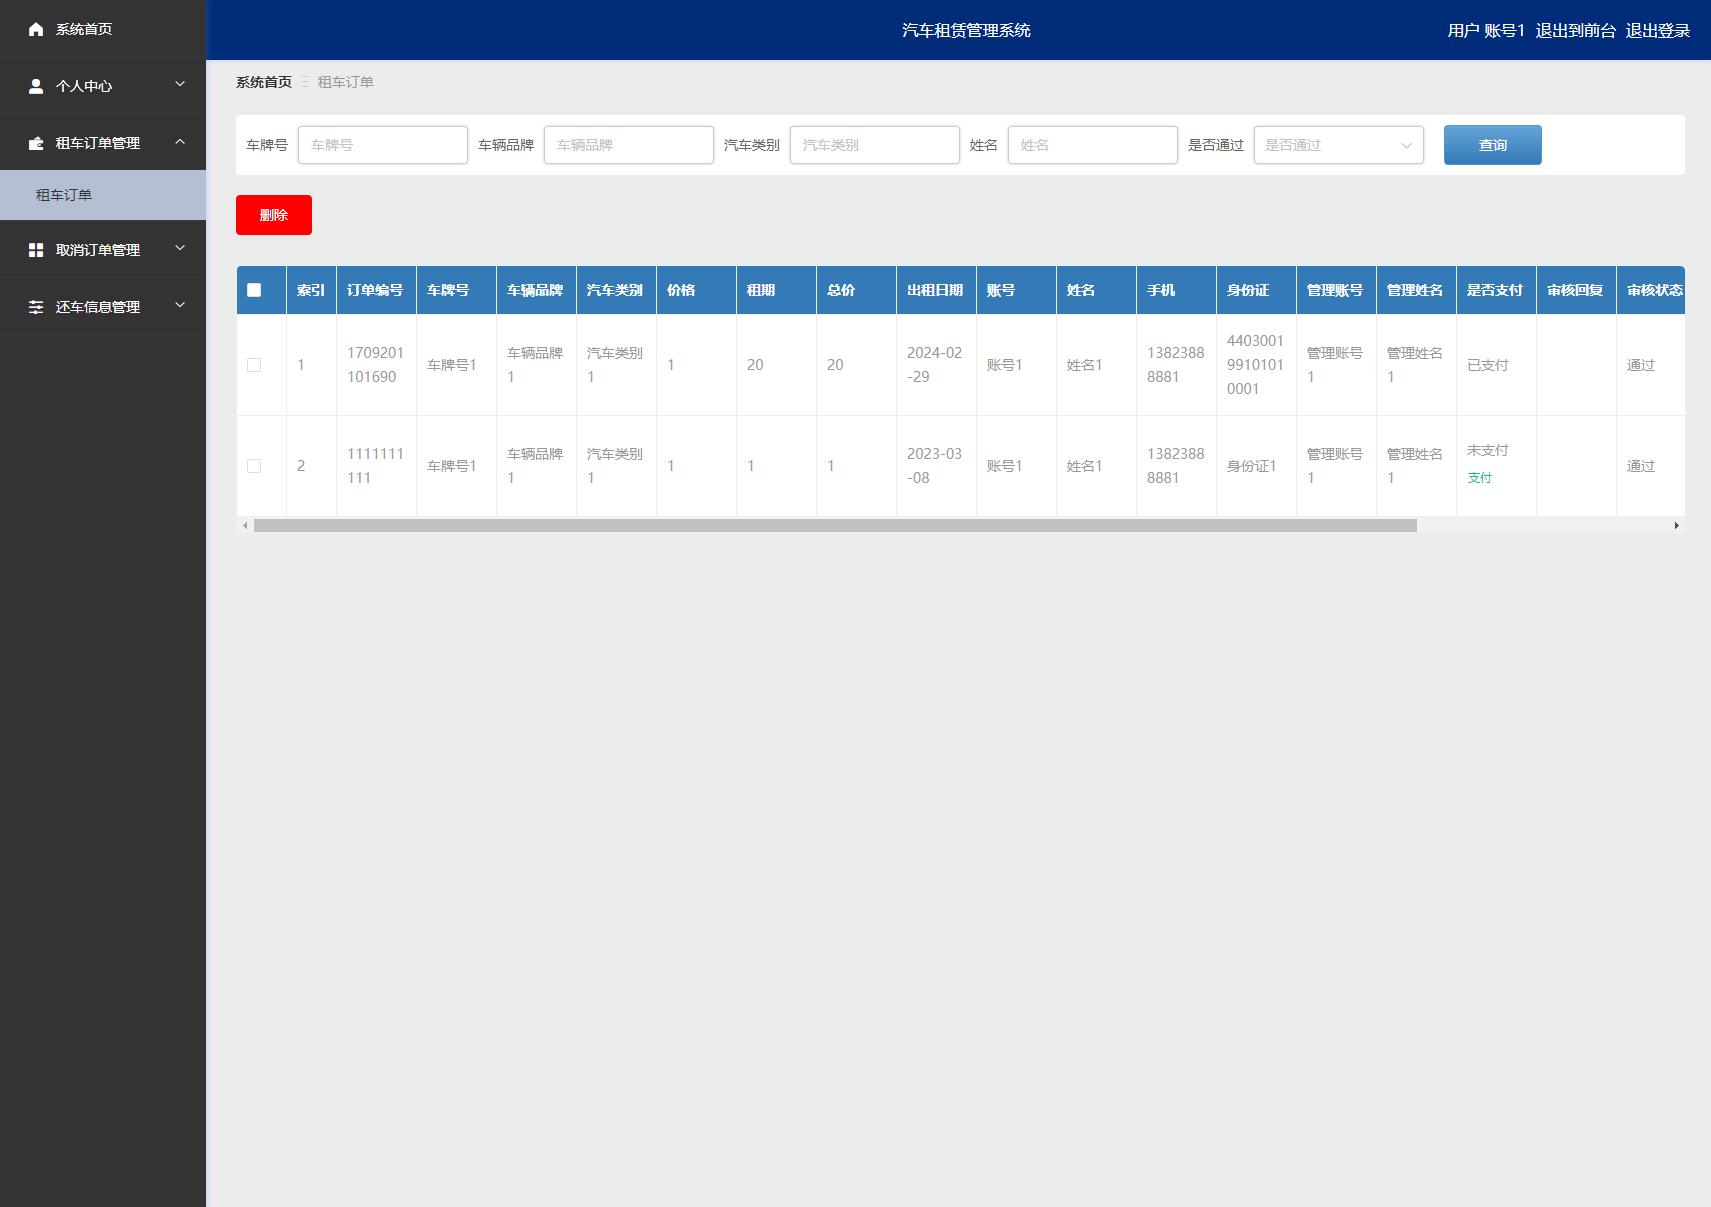 系统首页
个人中心
租车订单管理
租车订单
取消订单管理
还车信息管理
汽车租赁管理系统
用户 账号1 退出到前台 退出登录
系统首页 租车订单
车牌号 车牌号 车辆品牌 车辆品牌 汽车类别 汽车类别 姓名 姓名 是否通过 是否通过 查询
删除
索引 订单编号 车牌号 车辆品牌 汽车类别 价格 租期 总价 出租日期 账号 姓名 手机 身份证 管理账号 管理姓名 是否支付 审核回复 审核状态
1 1709201101690 车牌号1 车辆品牌1 汽车类别1 1 20 20 2024-02-29 账号1 姓名1 13823888881 440300199101010001 管理账号1 管理姓名1 已支付 通过
2 1111111111 车牌号1 车辆品牌1 汽车类别1 1 1 1 2023-03-08 账号1 姓名1 13823888881 身份证1 管理账号1 管理姓名1 未支付 支付 通过